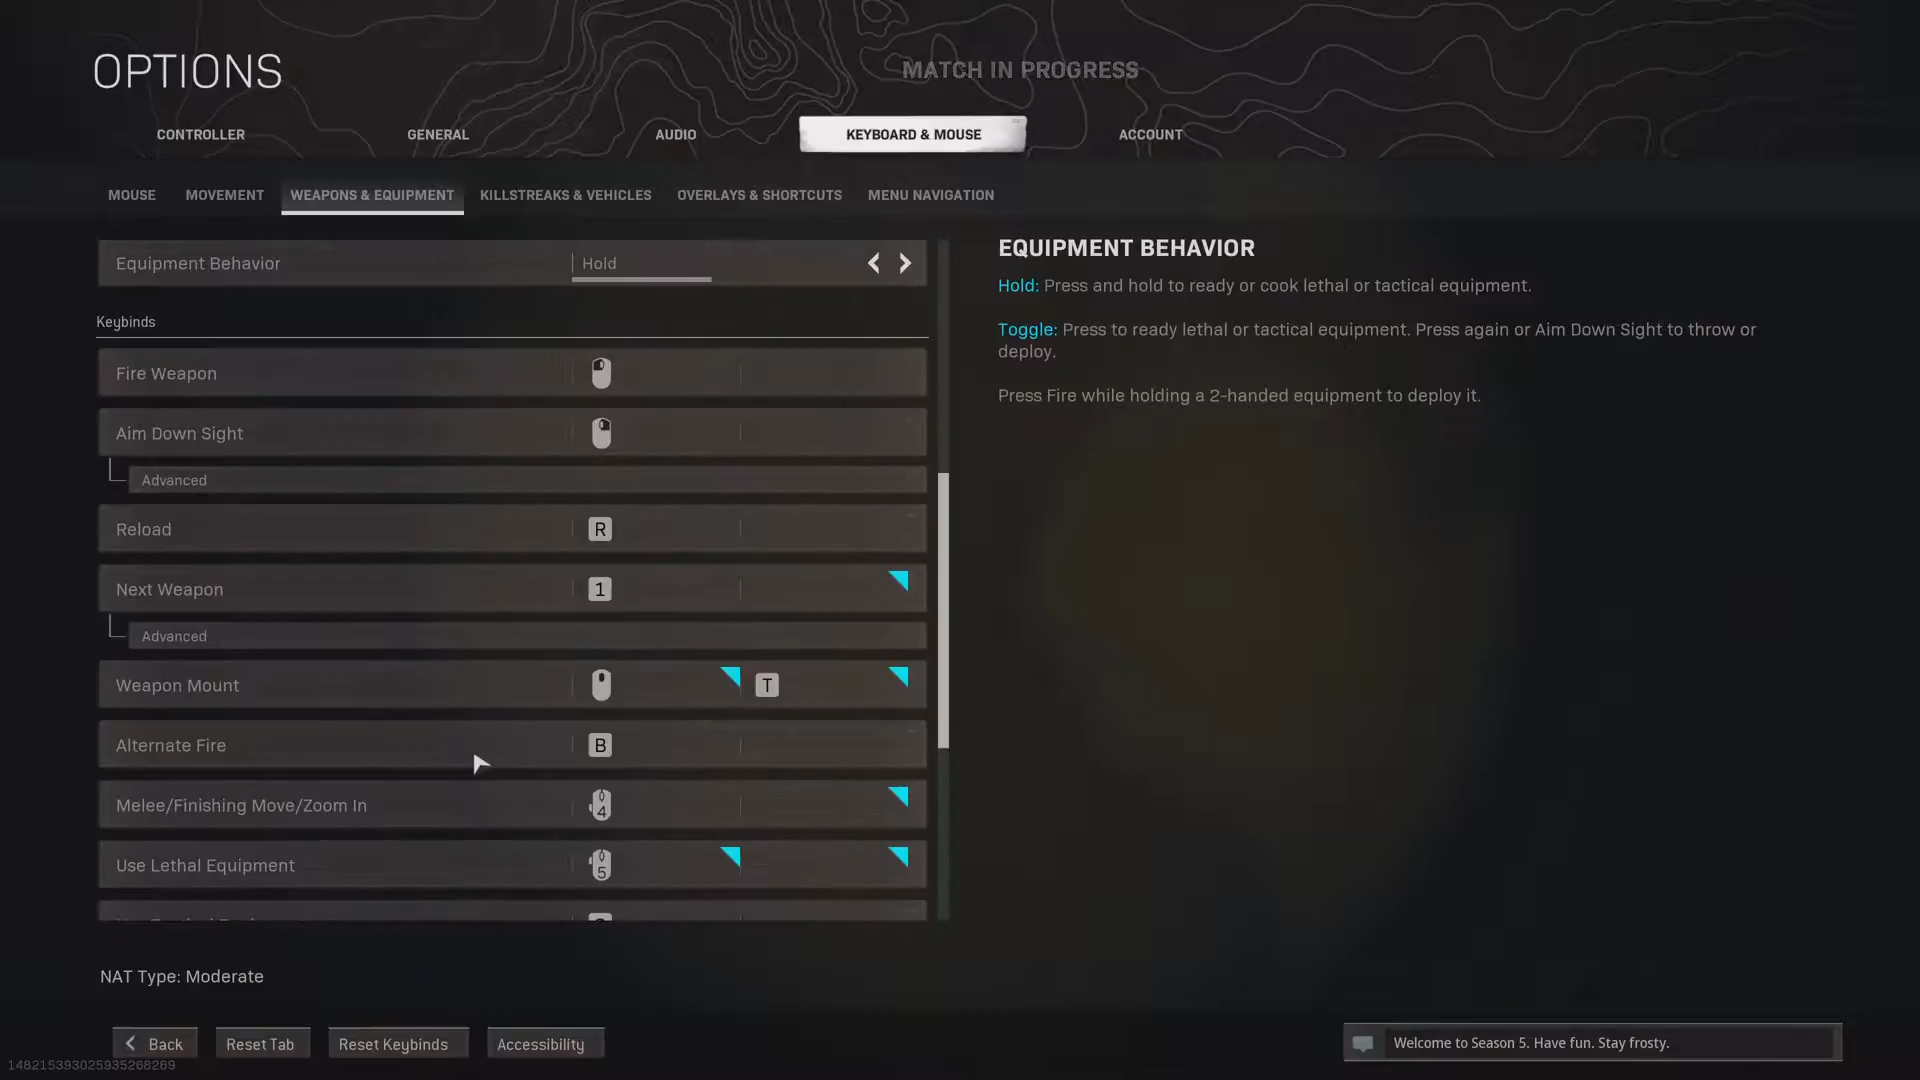 OPTIONS
MATCH IN PROGRESS
CONTROLLER
GENERAL
AUDIO
KEYBOARD & MOUSE
ACCOUNT
MOUSE
MOVEMENT
WEAPONS & EQUIPMENT
KILLSTREAKS & VEHICLES
OVERLAYS & SHORTCUTS
MENU NAVIGATION
Equipment Behavior
Hold
Keybinds
Fire Weapon
Aim Down Sight
Advanced
Reload
R
Next Weapon
1
Advanced
Weapon Mount
T
Alternate Fire
B
Melee/Finishing Move/Zoom In
4
Use Lethal Equipment
5
EQUIPMENT BEHAVIOR
Hold: Press and hold to ready or cook lethal or tactical equipment.
Toggle: Press to ready lethal or tactical equipment. Press again or Aim Down Sight to throw or
deploy.
Press Fire while holding a 2-handed equipment to deploy it.
NAT Type: Moderate
Back
Reset Tab
Reset Keybinds
Accessibility
Welcome to Season 5. Have fun. Stay frosty.
148215393025935268269